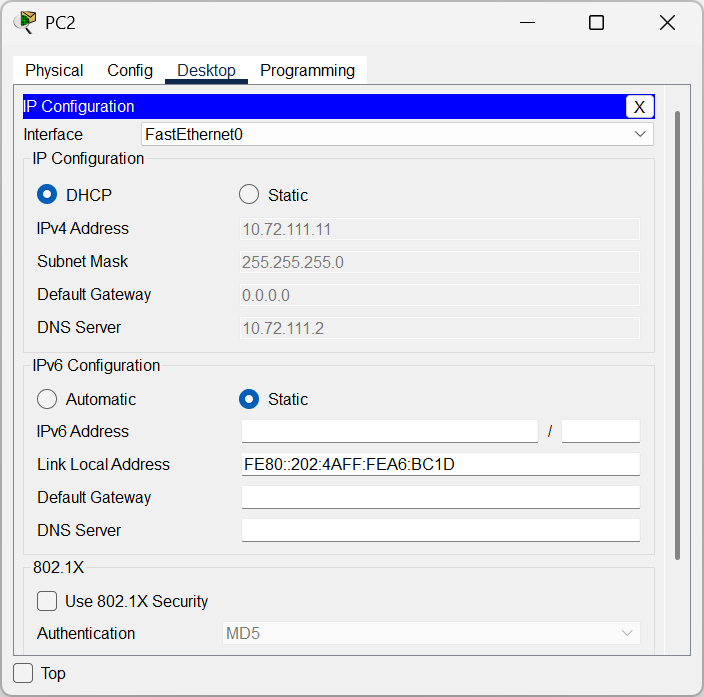 PC2
Physical Config Desktop Programming
IP Configuration X
Interface FastEthernet0
IP Configuration
DHCP Static
IPv4 Address 10.72.111.11
Subnet Mask 255.255.255.0
Default Gateway 0.0.0.0
DNS Server 10.72.111.2
IPv6 Configuration
Automatic Static
IPv6 Address /
Link Local Address FE80::202:4AFF:FEA6:BC1D
Default Gateway
DNS Server
802.1X
Use 802.1X Security
Authentication MD5
Top